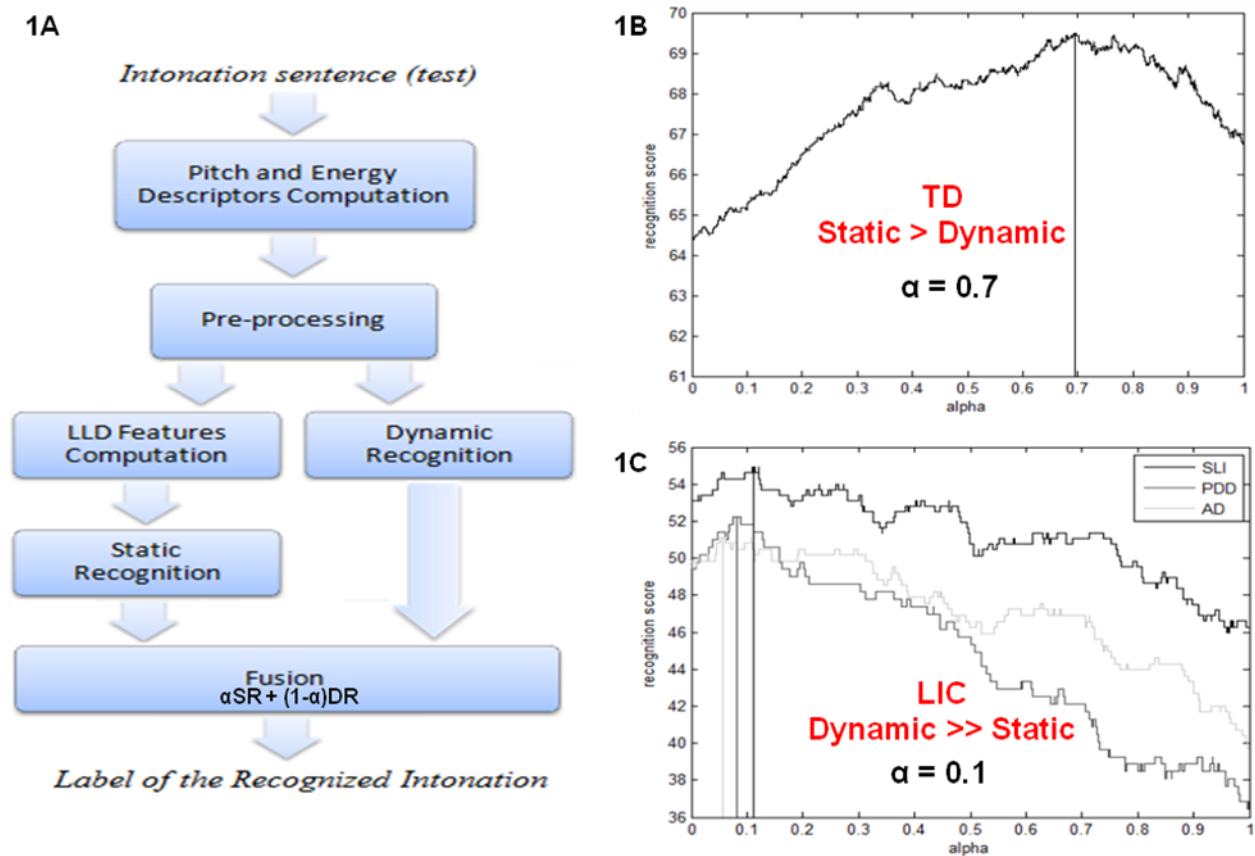 1A
Intonation sentence (test)
Pitch and Energy
Descriptors Computation
Pre-processing
LLD Features
Computation
Dynamic
Recognition
Static
Recognition
Fusion
αSR + (1-α)DR
Label of the Recognized Intonation
1B
70
69
68
67
66
65
64
63
62
61
recognition score
TD
Static > Dynamic
α = 0.7
0 0.1 0.2 0.3 0.4 0.5 0.6 0.7 0.8 0.9 1
alpha
1C
56
54
52
50
48
46
44
42
40
38
36
recognition score
SLI
PDD
AD
LIC
Dynamic >> Static
α = 0.1
0 0.1 0.2 0.3 0.4 0.5 0.6 0.7 0.8 0.9 1
alpha